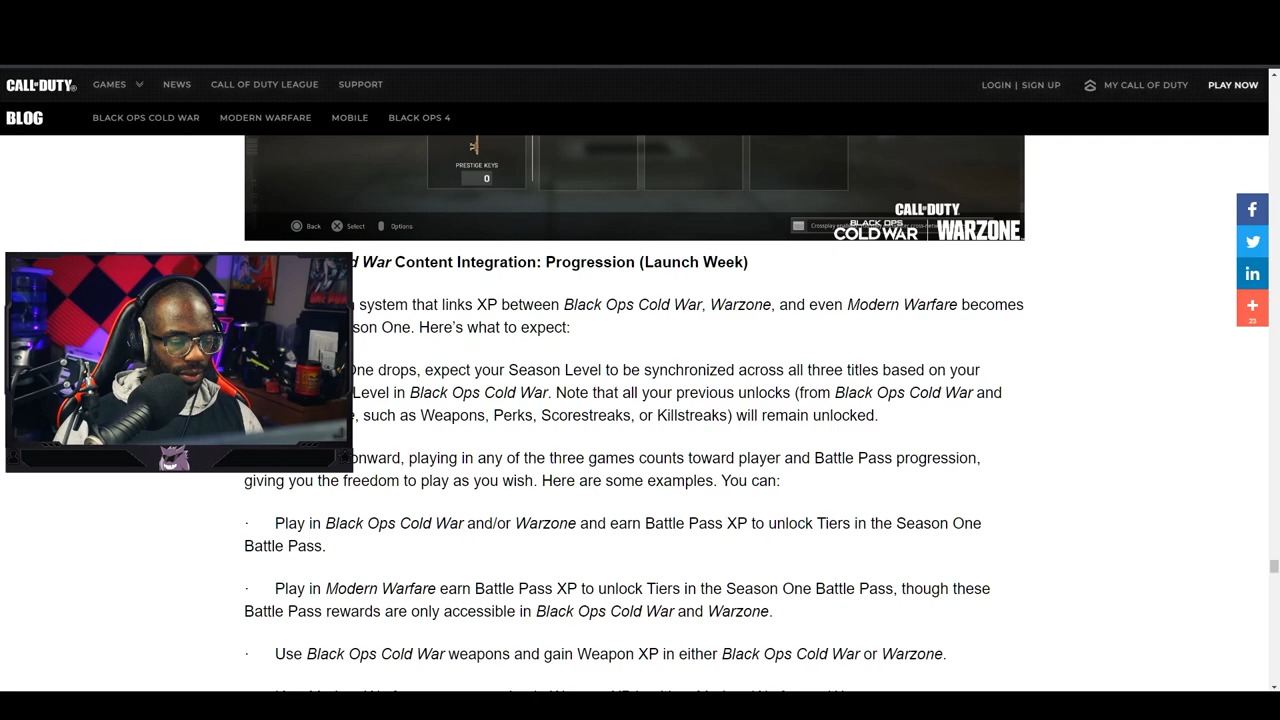 CALL OF DUTY®
GAMES
NEWS
CALL OF DUTY LEAGUE
SUPPORT
LOGIN | SIGN UP
MY CALL OF DUTY
PLAY NOW
BLOG
BLACK OPS COLD WAR
MODERN WARFARE
MOBILE
BLACK OPS 4
PRESTIGE KEYS
0
Back
Select
Options
CALL OF DUTY
BLACK OPS
COLD WAR
WARZONE
d War Content Integration: Progression (Launch Week)
system that links XP between Black Ops Cold War, Warzone, and even Modern Warfare becomes
son One. Here’s what to expect:
One drops, expect your Season Level to be synchronized across all three titles based on your
Level in Black Ops Cold War. Note that all your previous unlocks (from Black Ops Cold War and
, such as Weapons, Perks, Scorestreaks, or Killstreaks) will remain unlocked.
onward, playing in any of the three games counts toward player and Battle Pass progression,
giving you the freedom to play as you wish. Here are some examples. You can:
· Play in Black Ops Cold War and/or Warzone and earn Battle Pass XP to unlock Tiers in the Season One
Battle Pass.
· Play in Modern Warfare earn Battle Pass XP to unlock Tiers in the Season One Battle Pass, though these
Battle Pass rewards are only accessible in Black Ops Cold War and Warzone.
· Use Black Ops Cold War weapons and gain Weapon XP in either Black Ops Cold War or Warzone.
23